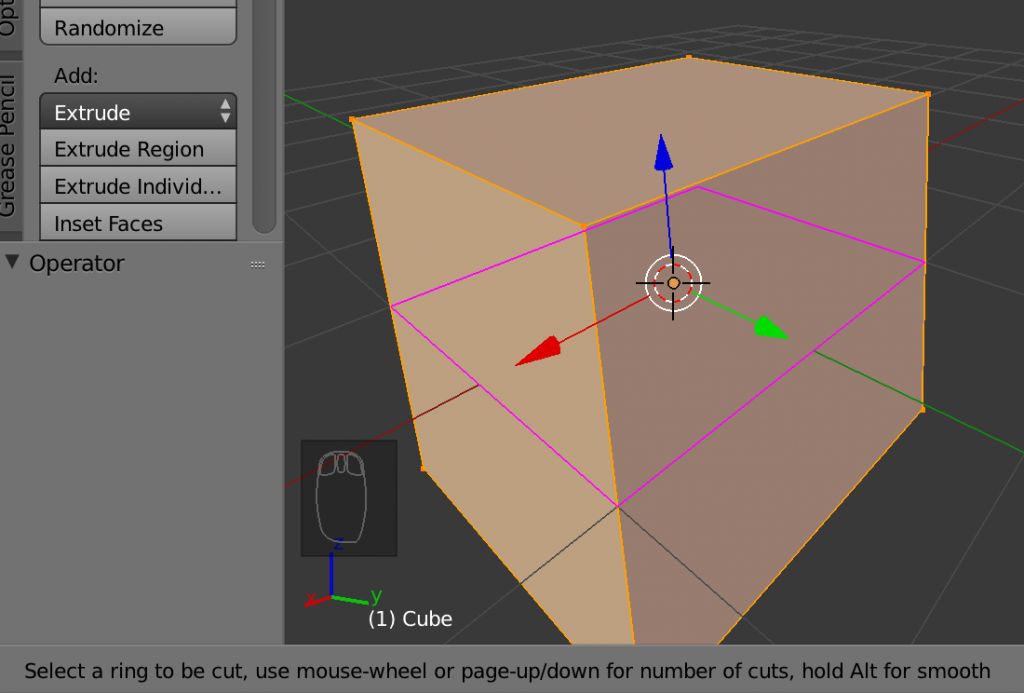 Opt
Randomize
Add:
Extrude
Grease Pencil
Extrude Region
Extrude Individ...
Inset Faces
Operator
z
x
y
(1) Cube
Select a ring to be cut, use mouse-wheel or page-up/down for number of cuts, hold Alt for smooth